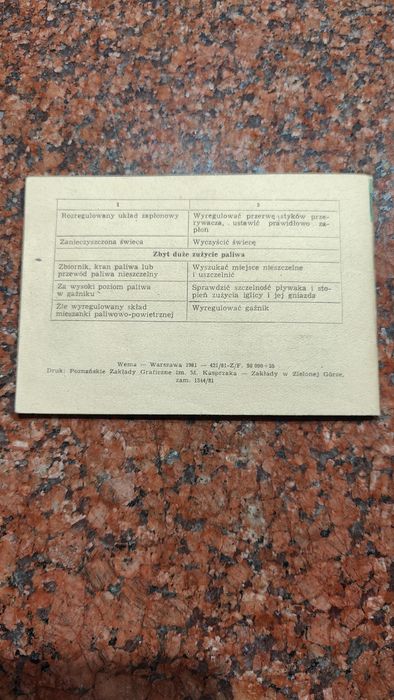 1 2
Rozregulowany układ zapłonowy Wyregulować przerwę styków prze-
rywacza, ustawić prawidłowo za-
płon
Zanieczyszczona świeca Wyczyścić świecę
Zbyt duże zużycie paliwa
Zbiornik, kran paliwa lub Wyszukać miejsce nieszczelne
przewód paliwa nieszczelny i uszczelnić
Za wysoki poziom paliwa Sprawdzić szczelność pływaka i sto-
w gaźniku pień zużycia iglicy i jej gniazda
Źle wyregulowany skład Wyregulować gaźnik
mieszanki paliwowo-powietrznej
Wema — Warszawa 1981 — 421/81-Z/F. 50 000+35
Druk: Poznańskie Zakłady Graficzne im. M. Kasprzaka — Zakłady w Zielonej Górze,
zam. 1344/81